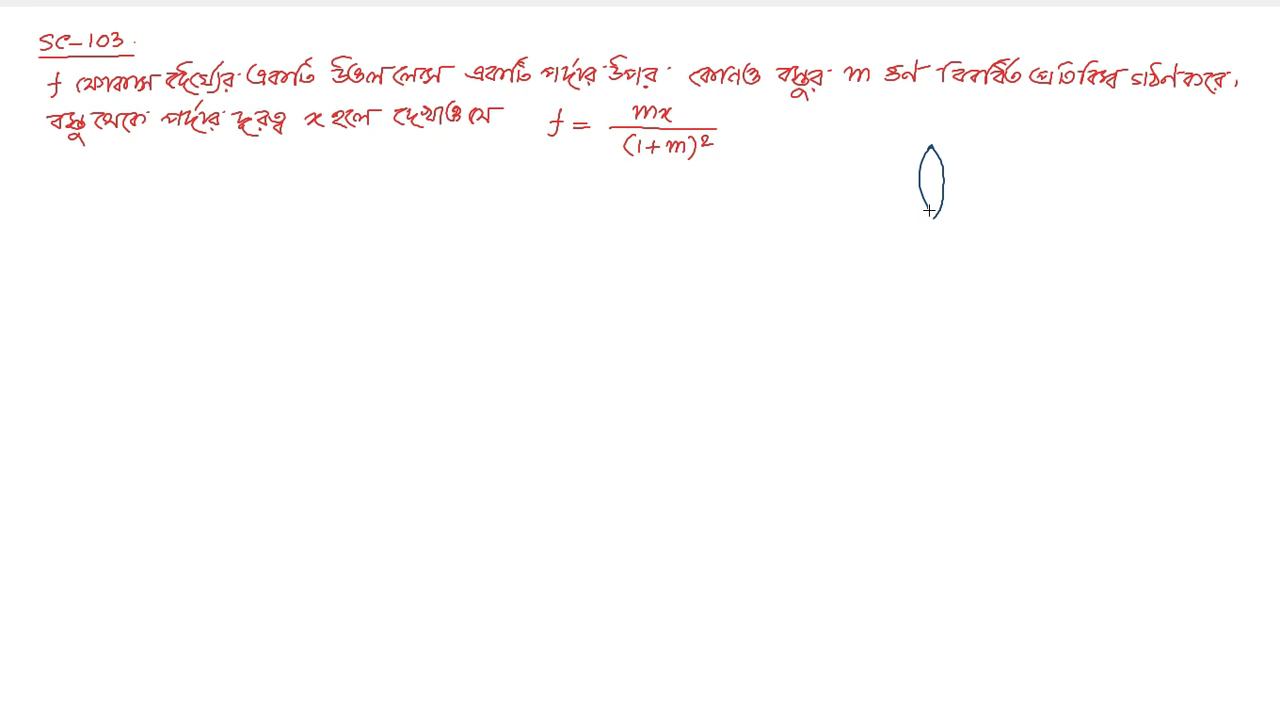 SC-103.
f ফোকাস দৈর্ঘ্যের একটি উত্তল লেন্স একটি পর্দার উপর কোনও বস্তুর m গুণ বিবর্ধিত প্রতিবিম্ব গঠন করে,
বস্তু থেকে পর্দার দূরত্ব x হলে দেখাও যে f = mx/(1+m)²